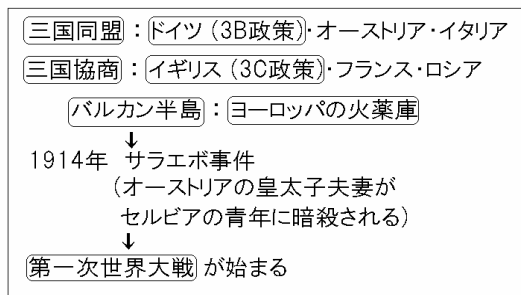 三国同盟：ドイツ(3B政策)・オーストリア・イタリア
三国協商：イギリス(3C政策)・フランス・ロシア
バルカン半島：ヨーロッパの火薬庫
↓
1914年 サラエボ事件
(オーストリアの皇太子夫妻が
セルビアの青年に暗殺される)
↓
第一次世界大戦 が始まる